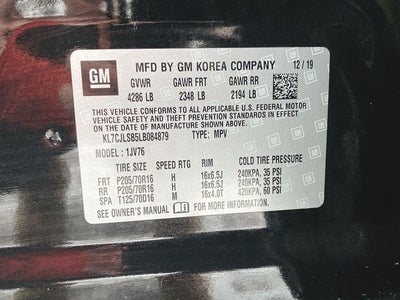 GM
MFD BY GM KOREA COMPANY 12/19
GVWR GAWR FRT GAWR RR
4286 LB 2348 LB 2194 LB
THIS VEHICLE CONFORMS TO ALL APPLICABLE U.S. FEDERAL MOTOR
VEHICLE SAFETY, BUMPER, AND THEFT PREVENTION STANDARDS IN EFFECT
ON THE DATE OF MANUFACTURE SHOWN ABOVE.
KL7CJLSB5LB084879 TYPE: MPV
MODEL : 1JV76
TIRE SIZE SPEED RTG RIM COLD TIRE PRESSURE
FRT P205/70R16 H 16x6.5J 240KPA, 35 PSI
RR P205/70R16 H 16x6.5J 240KPA, 35 PSI
SPA T125/70D16 M 16x4.0T 420KPA, 60 PSI
SEE OWNER'S MANUAL FOR MORE INFORMATION.